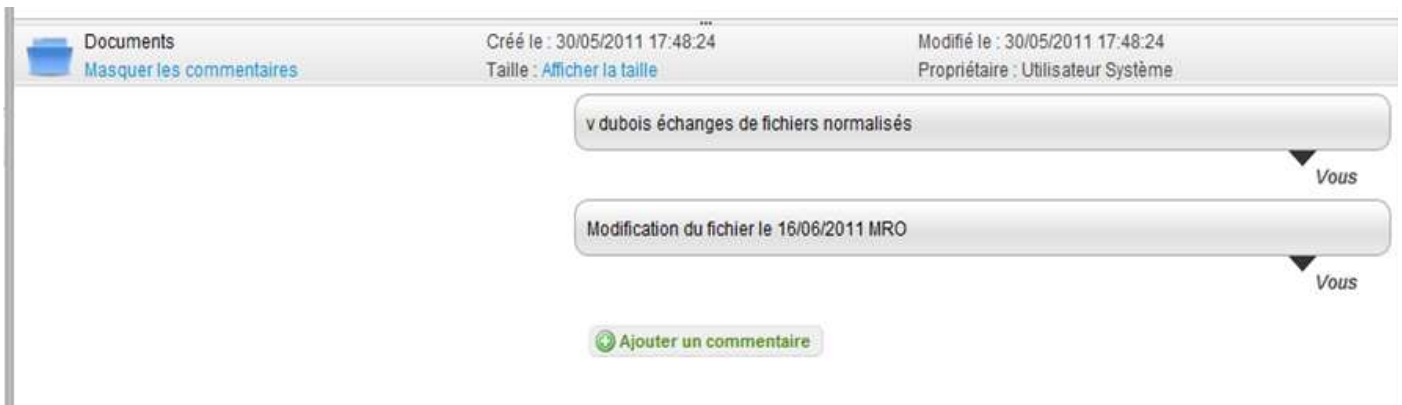 Documents
Créé le : 30/05/2011 17:48:24
Modifié le : 30/05/2011 17:48:24
Masquer les commentaires
Taille : Afficher la taille
Propriétaire : Utilisateur Système
v dubois échanges de fichiers normalisés
Vous
Modification du fichier le 16/06/2011 MRO
Vous
Ajouter un commentaire